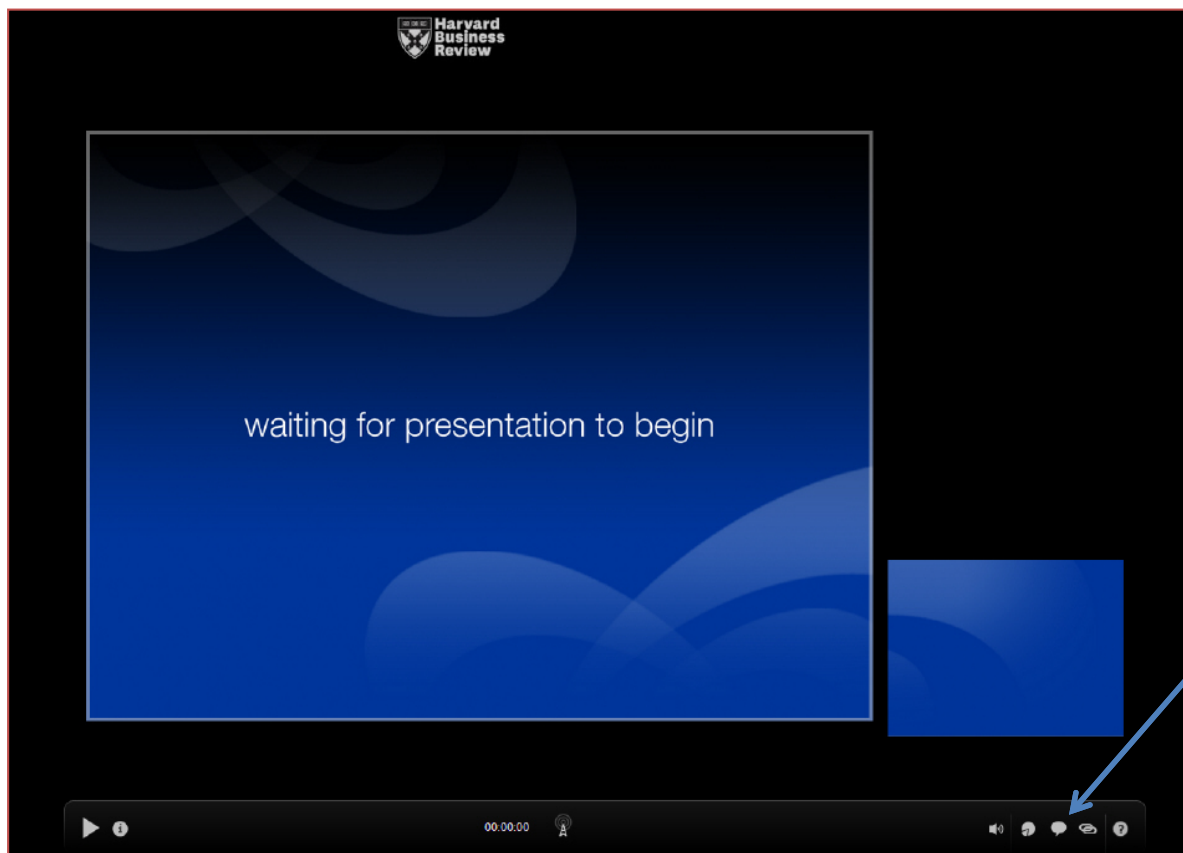 Harvard
Business
Review
waiting for presentation to begin
00:00:00